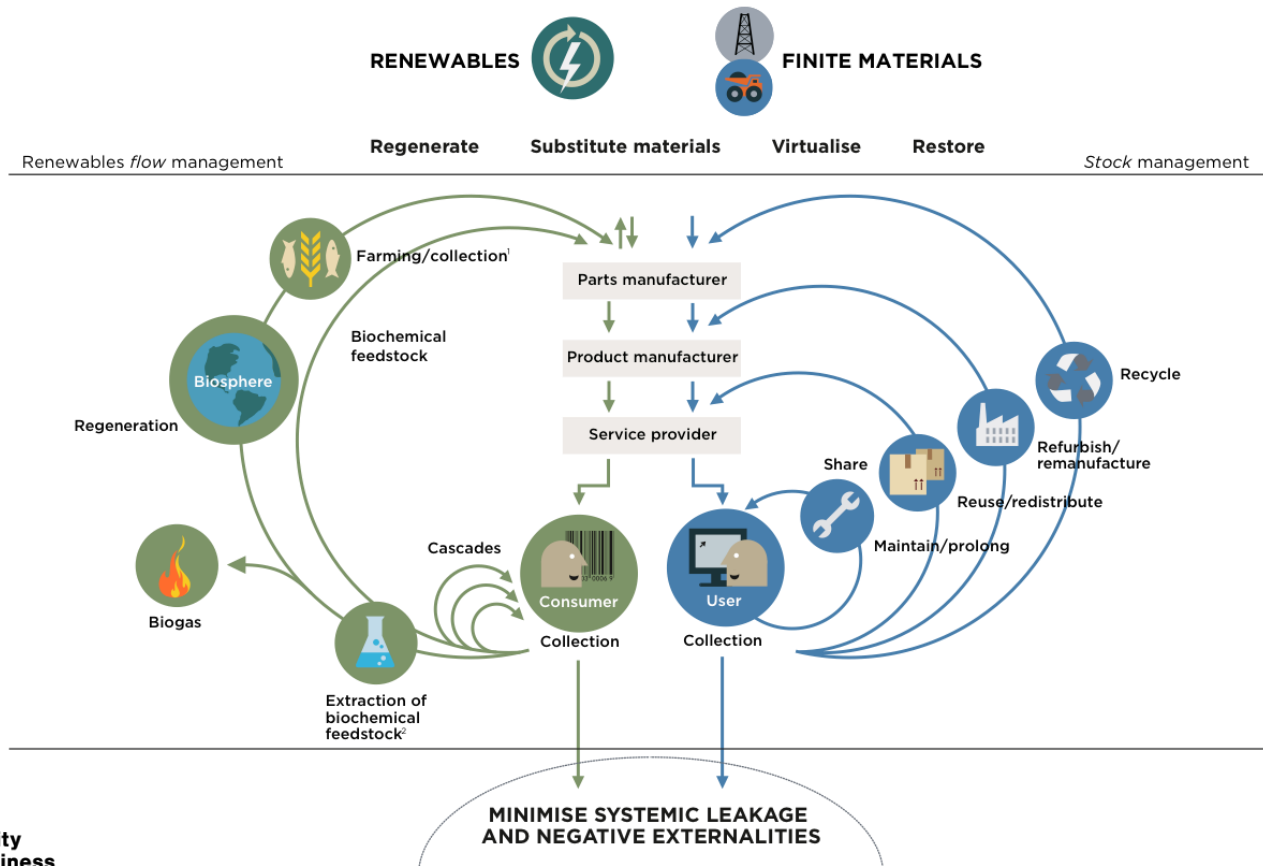 RENEWABLES
FINITE MATERIALS
Regenerate
Substitute materials
Virtualise
Restore
Renewables flow management
Stock management
Farming/collection¹
Parts manufacturer
Biochemical
feedstock
Product manufacturer
Biosphere
Recycle
Regeneration
Service provider
Refurbish/
remanufacture
Share
Reuse/redistribute
Cascades
Maintain/prolong
Consumer
User
Biogas
Collection
Collection
Extraction of
biochemical
feedstock²
MINIMISE SYSTEMIC LEAKAGE
AND NEGATIVE EXTERNALITIES